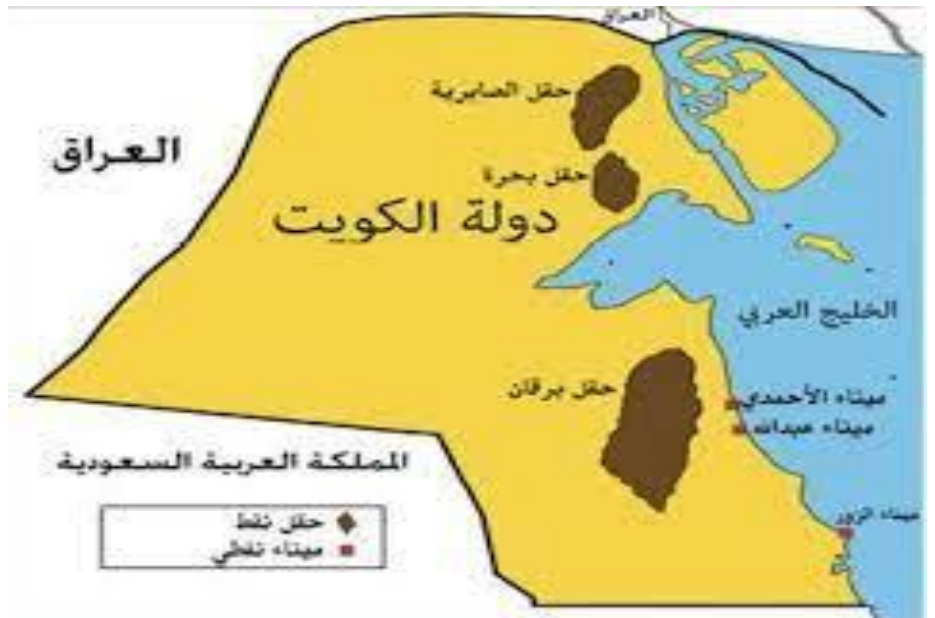 العراق
حقل الصابرية
العراق
حقل بحرة
دولة الكويت
الخليج العربي
حقل برقان
ميناء الأحمدي
ميناء عبدالله
المملكة العربية السعودية
حقل نفط
ميناء نفطي
ميناء الزور